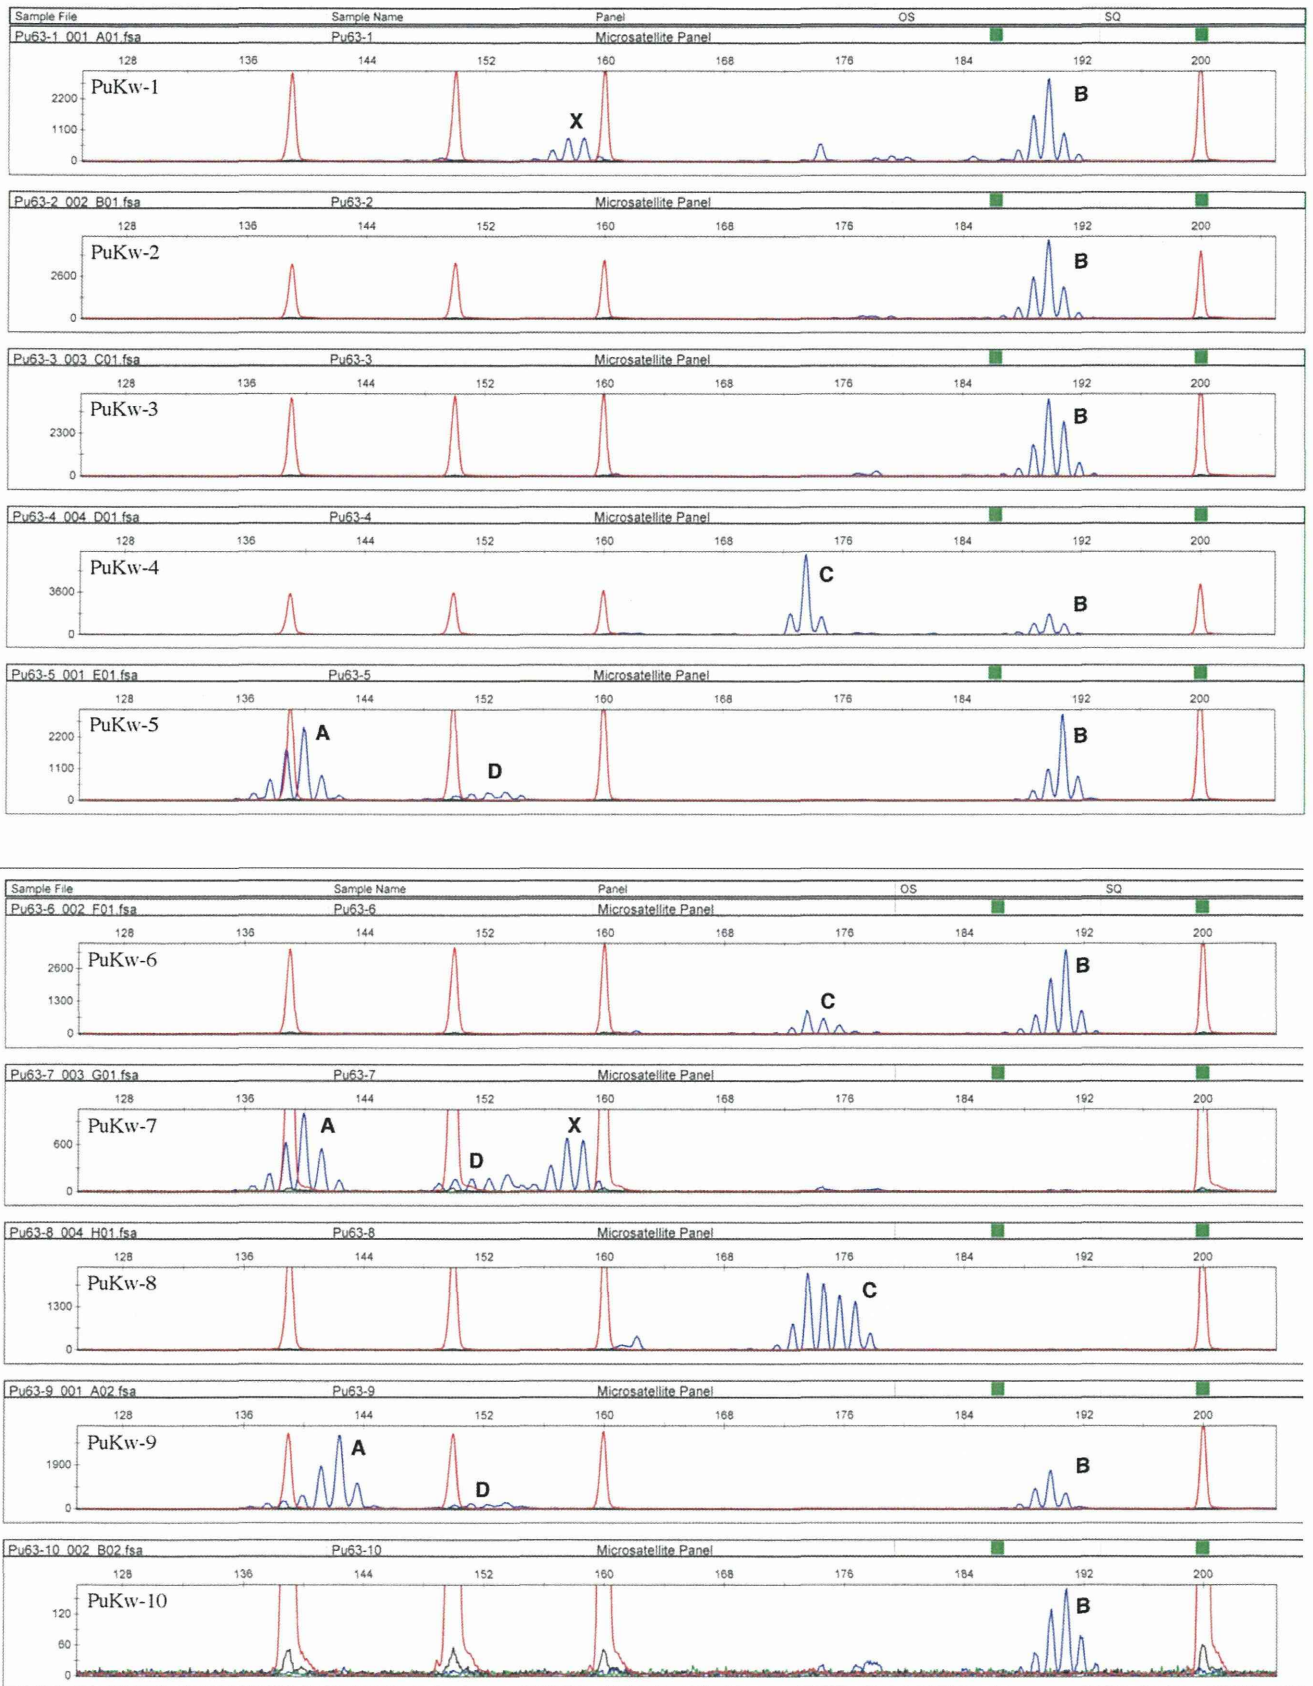 Sample File Sample Name Panel OS SQ
Pu63-1 001 A01.fsa Pu63-1 Microsatellite Panel
128 136 144 152 160 168 176 184 192 200
PuKw-1
B
2200
X
1100
0
Pu63-2 002 B01.fsa Pu63-2 Microsatellite Panel
128 136 144 152 160 168 176 184 192 200
PuKw-2
B
2600
0
Pu63-3 003 C01.fsa Pu63-3 Microsatellite Panel
128 136 144 152 160 168 176 184 192 200
PuKw-3
B
2300
0
Pu63-4 004 D01.fsa Pu63-4 Microsatellite Panel
128 136 144 152 160 168 176 184 192 200
PuKw-4
C
3600
B
0
Pu63-5 001 E01.fsa Pu63-5 Microsatellite Panel
128 136 144 152 160 168 176 184 192 200
PuKw-5
A B
2200
1100
D
0
Sample File Sample Name Panel OS SQ
Pu63-6 002 F01.fsa Pu63-6 Microsatellite Panel
128 136 144 152 160 168 176 184 192 200
PuKw-6
B
2600
1300
C
0
Pu63-7 003 G01.fsa Pu63-7 Microsatellite Panel
128 136 144 152 160 168 176 184 192 200
PuKw-7
A X
600
D
0
Pu63-8 004 H01.fsa Pu63-8 Microsatellite Panel
128 136 144 152 160 168 176 184 192 200
PuKw-8
C
1300
0
Pu63-9 001 A02.fsa Pu63-9 Microsatellite Panel
128 136 144 152 160 168 176 184 192 200
PuKw-9
A
1900
B
D
0
Pu63-10 002 B02.fsa Pu63-10 Microsatellite Panel
128 136 144 152 160 168 176 184 192 200
PuKw-10
B
120
60
0